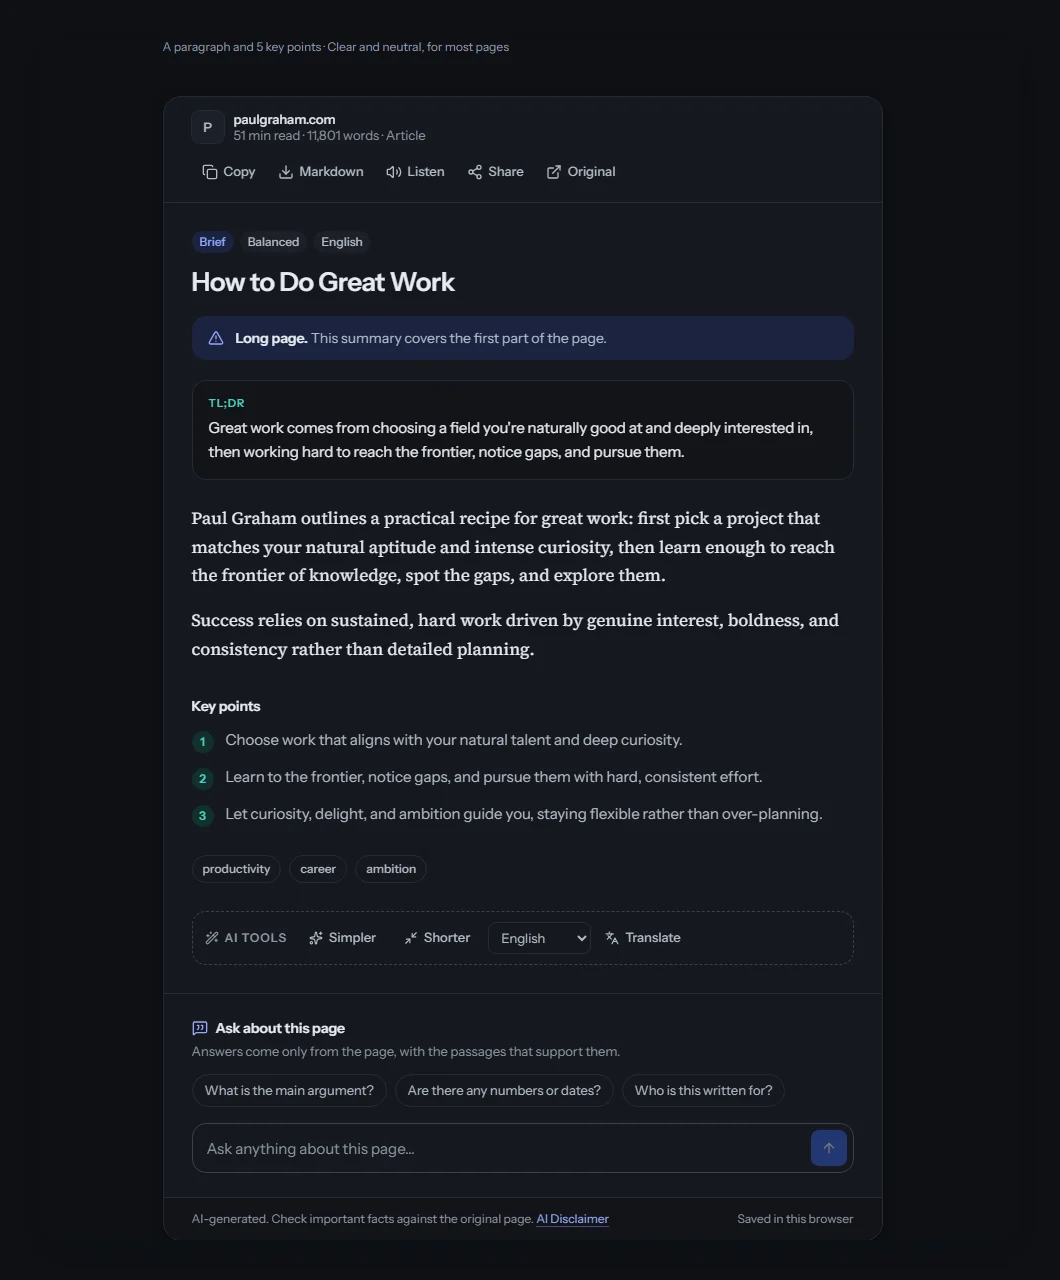 A paragraph and 5 key points · Clear and neutral, for most pages
P
paulgraham.com
51 min read · 11,801 words · Article
Copy Markdown Listen Share Original
Brief Balanced English
How to Do Great Work
Long page. This summary covers the first part of the page.
TL;DR
Great work comes from choosing a field you're naturally good at and deeply interested in,
then working hard to reach the frontier, notice gaps, and pursue them.
Paul Graham outlines a practical recipe for great work: first pick a project that
matches your natural aptitude and intense curiosity, then learn enough to reach
the frontier of knowledge, spot the gaps, and explore them.
Success relies on sustained, hard work driven by genuine interest, boldness, and
consistency rather than detailed planning.
Key points
1 Choose work that aligns with your natural talent and deep curiosity.
2 Learn to the frontier, notice gaps, and pursue them with hard, consistent effort.
3 Let curiosity, delight, and ambition guide you, staying flexible rather than over-planning.
productivity career ambition
AI TOOLS Simpler Shorter English Translate
Ask about this page
Answers come only from the page, with the passages that support them.
What is the main argument? Are there any numbers or dates? Who is this written for?
Ask anything about this page...
AI-generated. Check important facts against the original page. AI Disclaimer Saved in this browser